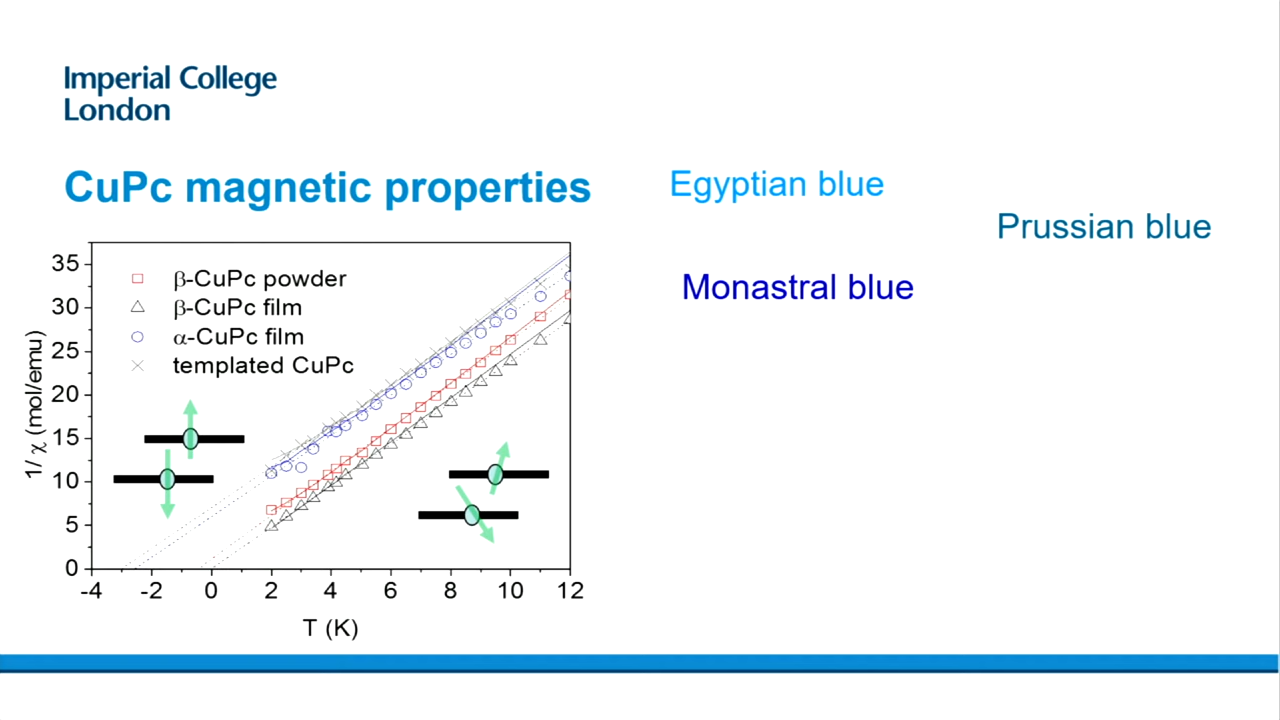 Imperial College
London
CuPc magnetic properties
Egyptian blue
Prussian blue
Monastral blue
β-CuPc powder
β-CuPc film
α-CuPc film
templated CuPc
1/ χ (mol/emu)
35
30
25
20
15
10
5
0
-4 -2 0 2 4 6 8 10 12
T (K)